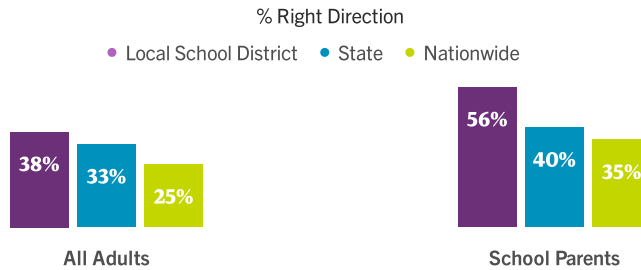 % Right Direction
Local School District State Nationwide
38% 33% 25%
56% 40% 35%
All Adults School Parents